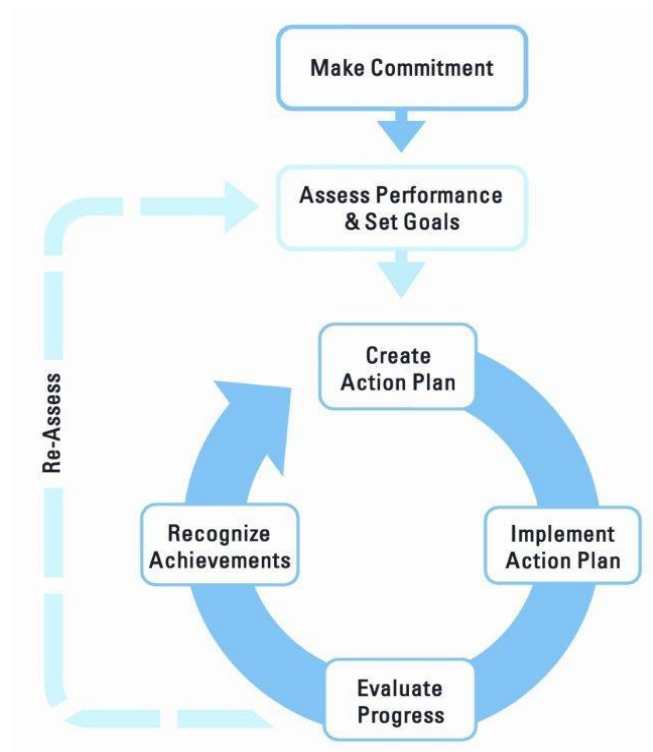 Make Commitment
Assess Performance
& Set Goals
Create
Action Plan
Implement
Action Plan
Evaluate
Progress
Recognize
Achievements
Re-Assess